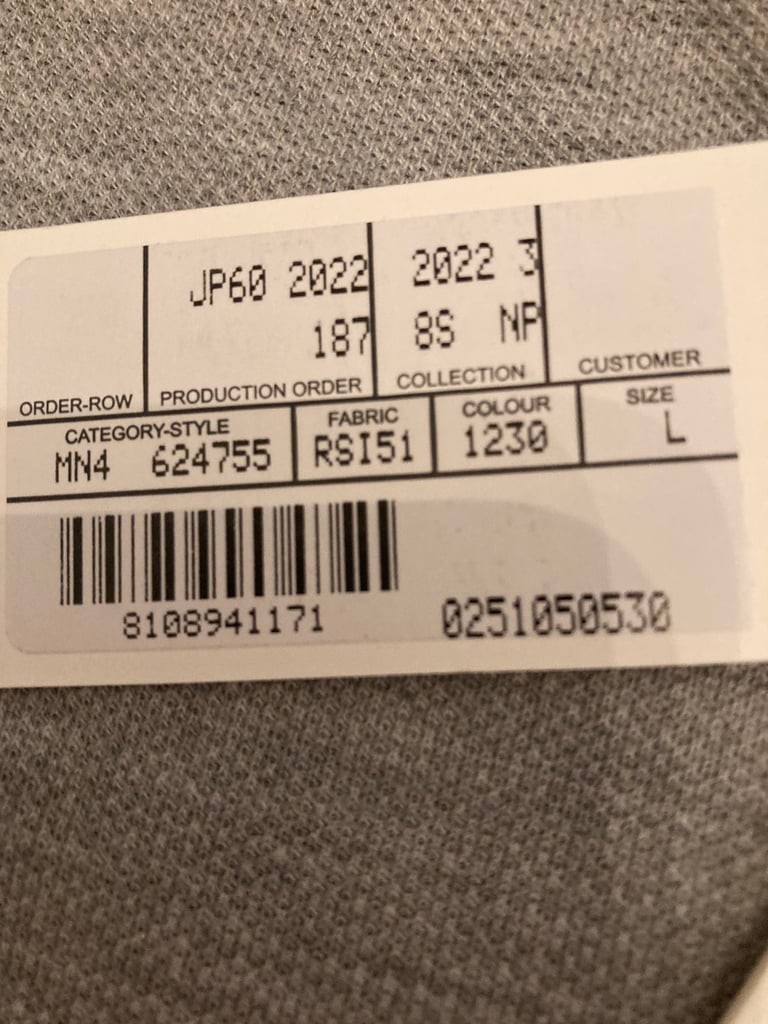 JP60 2022
187
2022 3
8S NP
ORDER-ROW
PRODUCTION ORDER
COLLECTION
CUSTOMER
CATEGORY-STYLE
MN4 624755
FABRIC
RSI51
COLOUR
1230
SIZE
L
8108941171
0251050530